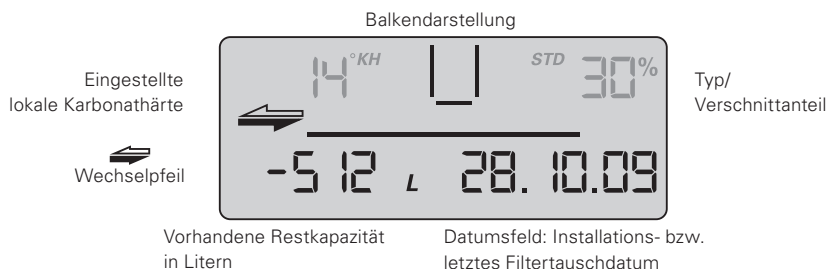 Balkendarstellung
14 °KH STD 30%
Eingestellte
lokale Karbonathärte
Typ/
Verschnittanteil
Wechselpfeil
-512 L 28.10.09
Vorhandene Restkapazität
in Litern
Datumsfeld: Installations- bzw.
letztes Filtertauschdatum